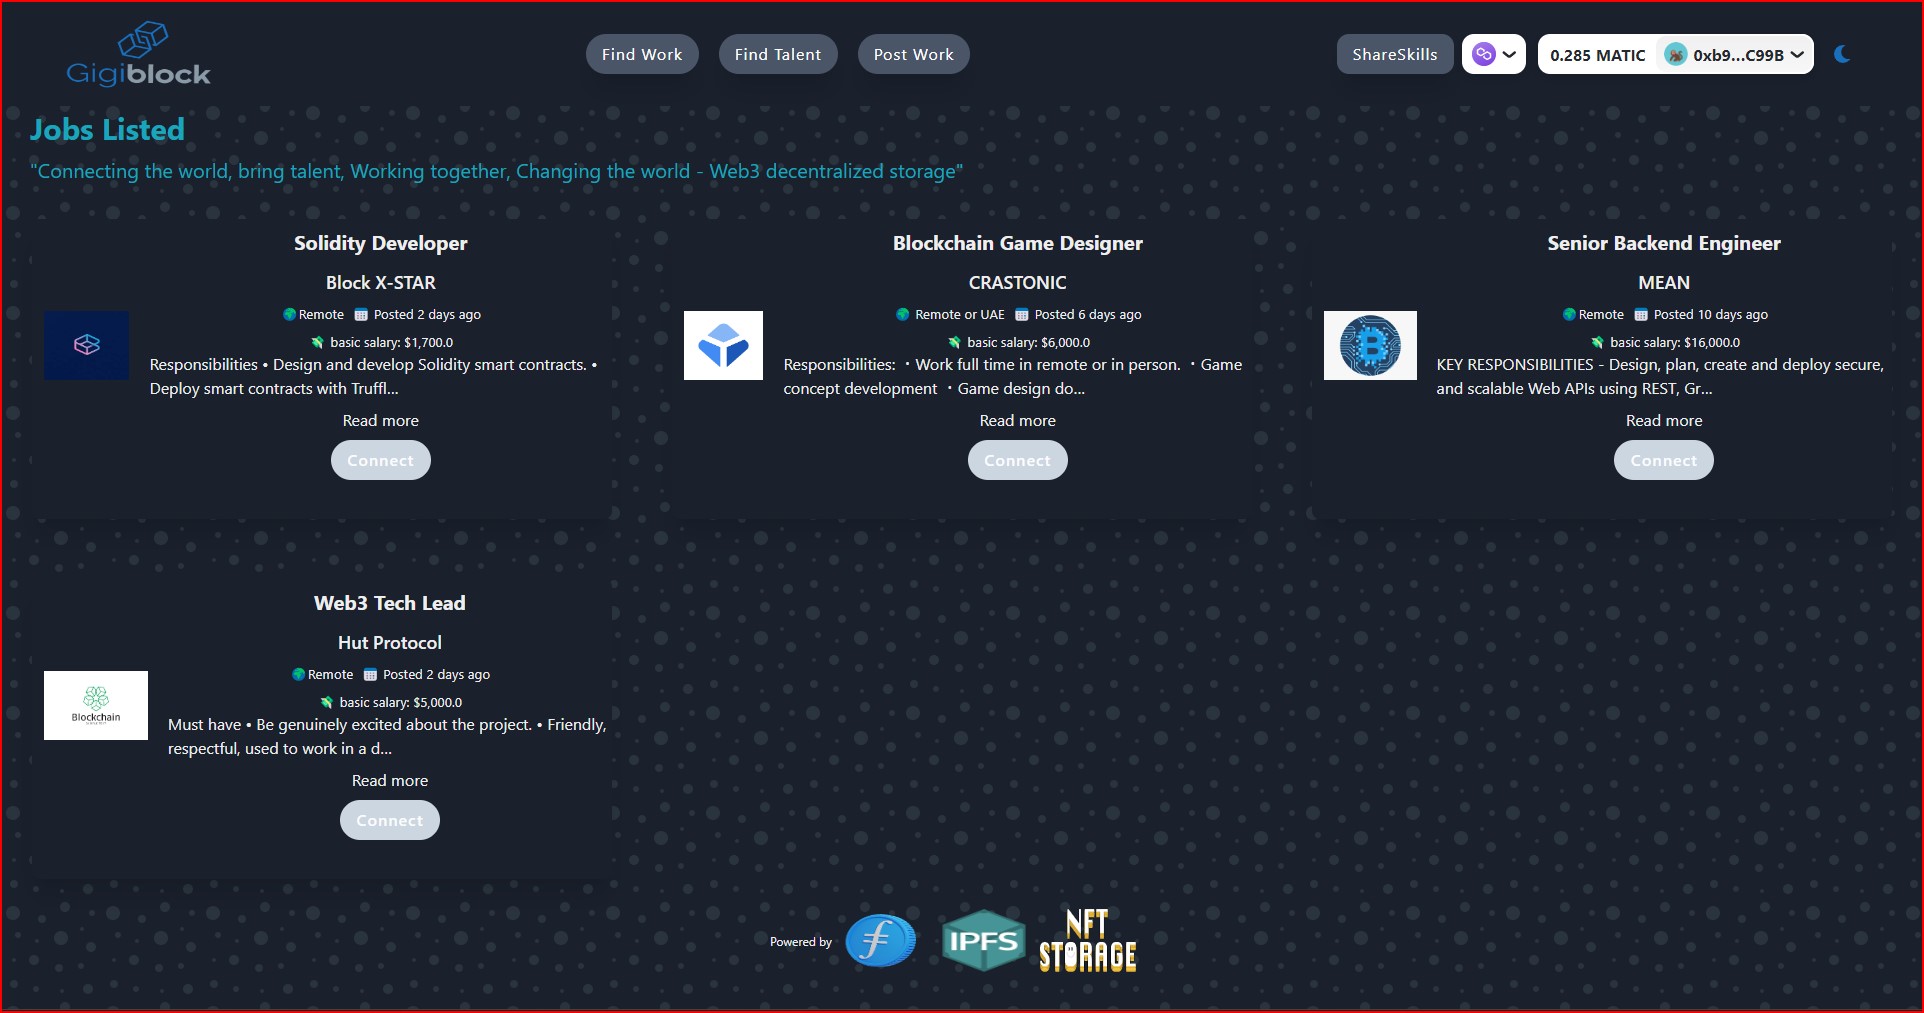 Gigiblock
Find Work
Find Talent
Post Work
ShareSkills
0.285 MATIC
0xb9...C99B
Jobs Listed
"Connecting the world, bring talent, Working together, Changing the world - Web3 decentralized storage"
Solidity Developer
Block X-STAR
Remote Posted 2 days ago
basic salary: $1,700.0
Responsibilities • Design and develop Solidity smart contracts. •
Deploy smart contracts with Truffl...
Read more
Connect
Blockchain Game Designer
CRASTONIC
Remote or UAE Posted 6 days ago
basic salary: $6,000.0
Responsibilities: ・Work full time in remote or in person. ・Game
concept development ・Game design do...
Read more
Connect
Senior Backend Engineer
MEAN
Remote Posted 10 days ago
basic salary: $16,000.0
KEY RESPONSIBILITIES - Design, plan, create and deploy secure,
and scalable Web APIs using REST, Gr...
Read more
Connect
Web3 Tech Lead
Hut Protocol
Remote Posted 2 days ago
basic salary: $5,000.0
Blockchain
Must have • Be genuinely excited about the project. • Friendly,
respectful, used to work in a d...
Read more
Connect
Powered by
IPFS
NFT
STORAGE